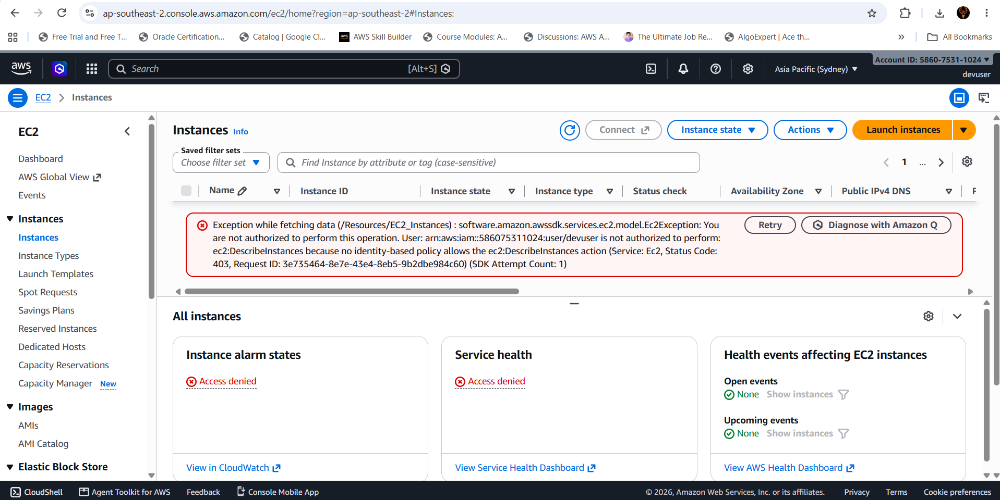 ap-southeast-2.console.aws.amazon.com/ec2/home?region=ap-southeast-2#Instances:
Free Trial and Free T...
Oracle Certification...
Catalog | Google Cl...
aws
AWS Skill Builder
Course Modules: A...
Discussions: AWS A...
The Ultimate Job Re...
AlgoExpert | Ace th...
All Bookmarks
aws
Search
[Alt+S]
Asia Pacific (Sydney)
Account ID: 5860-7531-1024
devuser
EC2
Instances
EC2
Dashboard
AWS Global View
Events
Instances
Instances
Instance Types
Launch Templates
Spot Requests
Savings Plans
Reserved Instances
Dedicated Hosts
Capacity Reservations
Capacity Manager New
Images
AMIs
AMI Catalog
Elastic Block Store
Instances Info
Connect
Instance state
Actions
Launch instances
Saved filter sets
Choose filter set
Find Instance by attribute or tag (case-sensitive)
1
...
Name
Instance ID
Instance state
Instance type
Status check
Availability Zone
Public IPv4 DNS
Exception while fetching data (/Resources/EC2_Instances) : software.amazon.awssdk.services.ec2.model.Ec2Exception: You
are not authorized to perform this operation. User: arn:aws:iam::586075311024:user/devuser is not authorized to perform:
ec2:DescribeInstances because no identity-based policy allows the ec2:DescribeInstances action (Service: Ec2, Status Code:
403, Request ID: 3e735464-8e7e-43e4-8eb5-9b2dbe984c60) (SDK Attempt Count: 1)
Retry
Diagnose with Amazon Q
All instances
Instance alarm states
Access denied
View in CloudWatch
Service health
Access denied
View Service Health Dashboard
Health events affecting EC2 instances
Open events
None Show instances
Upcoming events
None Show instances
View AWS Health Dashboard
CloudShell
Agent Toolkit for AWS
Feedback
Console Mobile App
© 2026, Amazon Web Services, Inc. or its affiliates.
Privacy
Terms
Cookie preferences